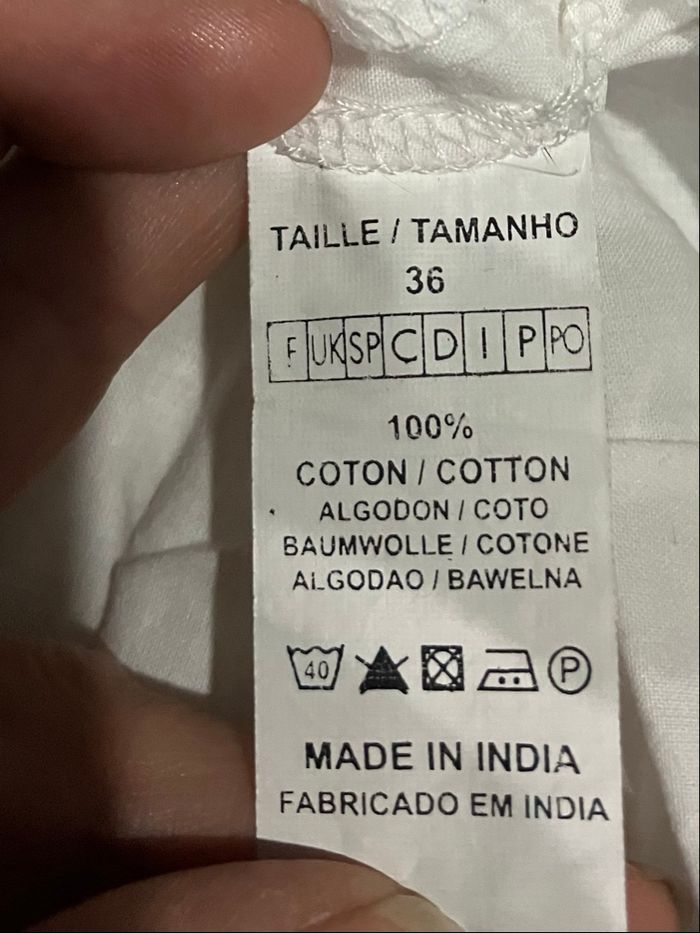 TAILLE / TAMANHO
36
F UK SP C D I P PO
100%
COTON / COTTON
ALGODON / COTO
BAUMWOLLE / COTONE
ALGODAO / BAWELNA
40 P
MADE IN INDIA
FABRICADO EM INDIA